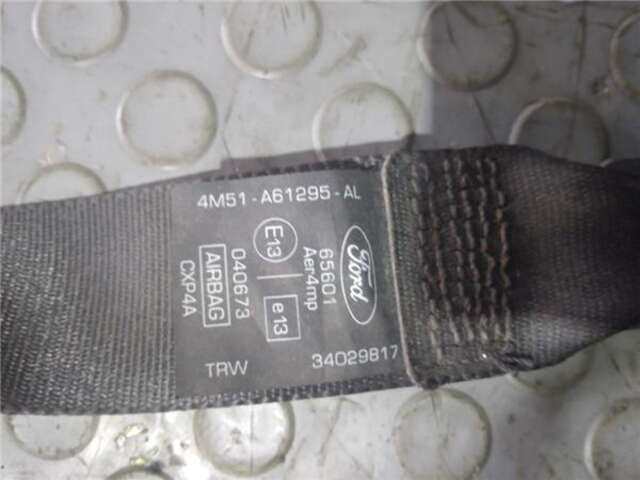 4M51-A61295-AL
Ford
65601
Aer4mp
E13
e13
040673
AIRBAG
CXP4A
TRW
34029817